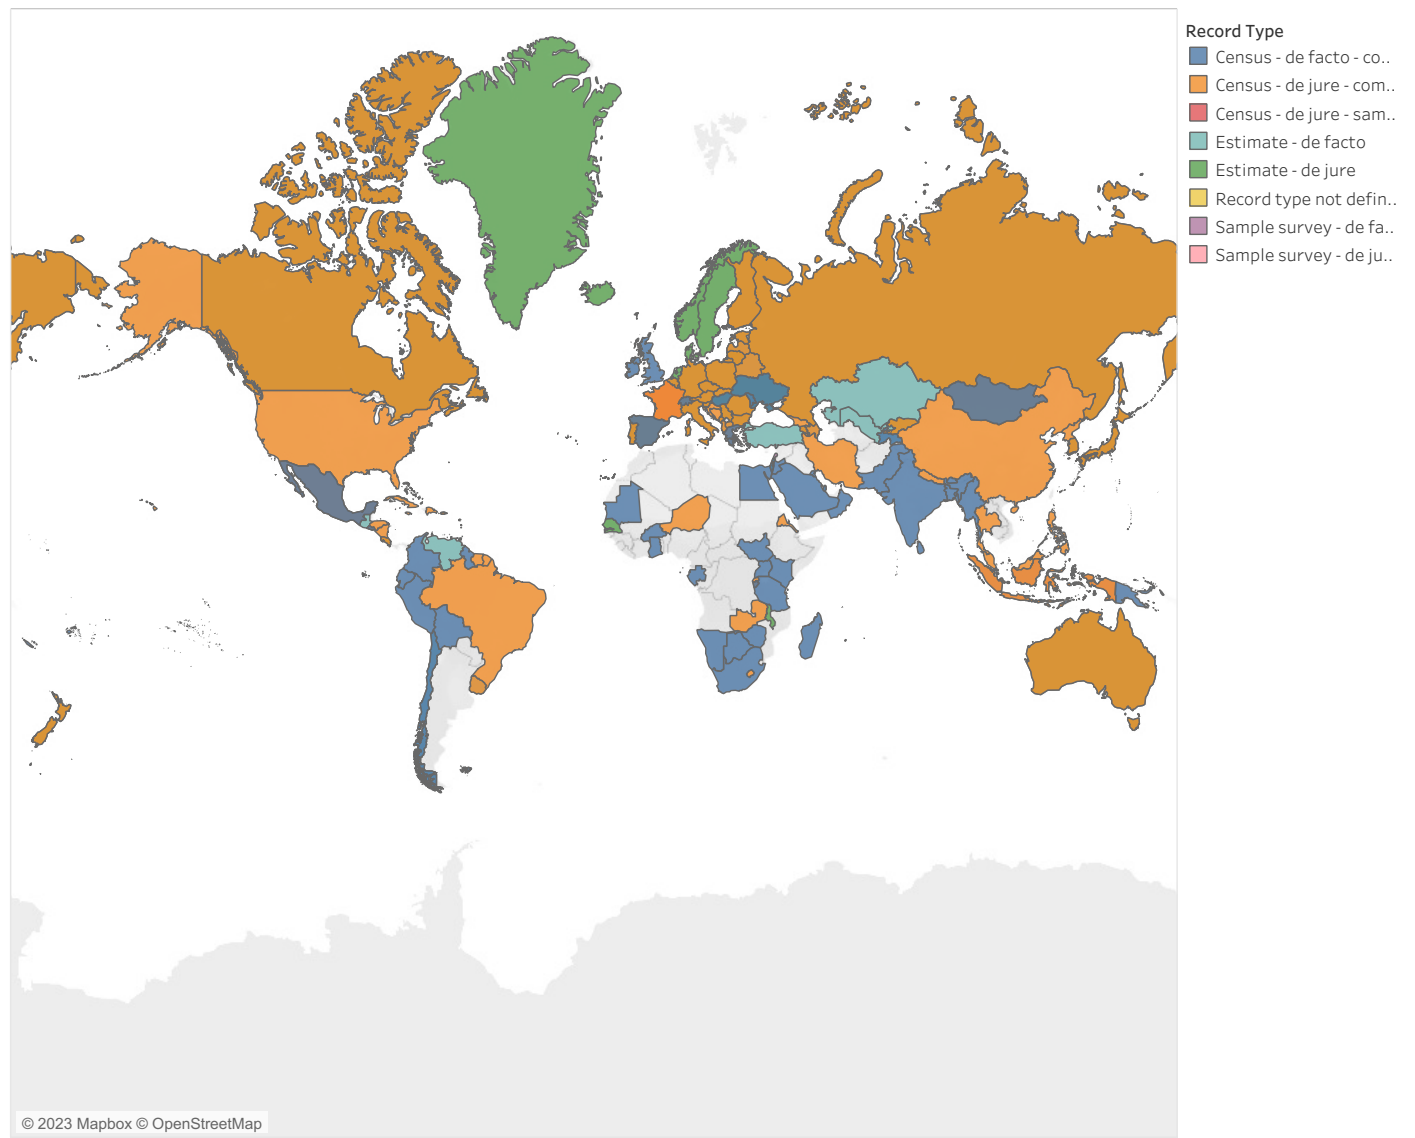 Record Type
Census - de facto - co..
Census - de jure - com..
Census - de jure - sam..
Estimate - de facto
Estimate - de jure
Record type not defin..
Sample survey - de fa..
Sample survey - de ju..
© 2023 Mapbox © OpenStreetMap